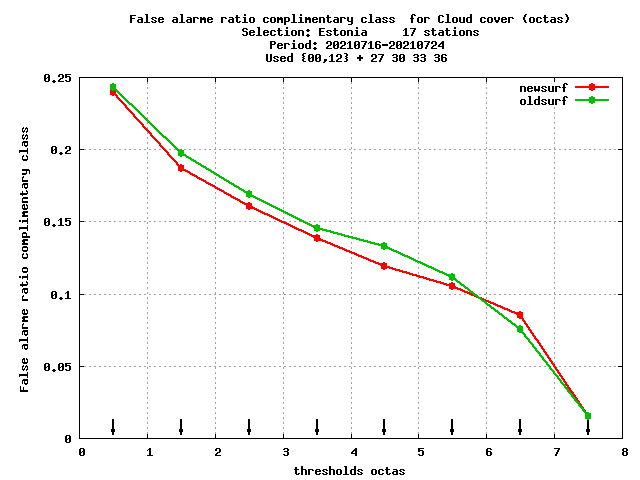 False alarme ratio complimentary class  for Cloud cover (octas)
Selection: Estonia     17 stations
Period: 20210716-20210724
Used {00,12} + 27 30 33 36
newsurf
oldsurf
False alarme ratio complimentary class
0.25
0.2
0.15
0.1
0.05
0
0 1 2 3 4 5 6 7 8
thresholds octas